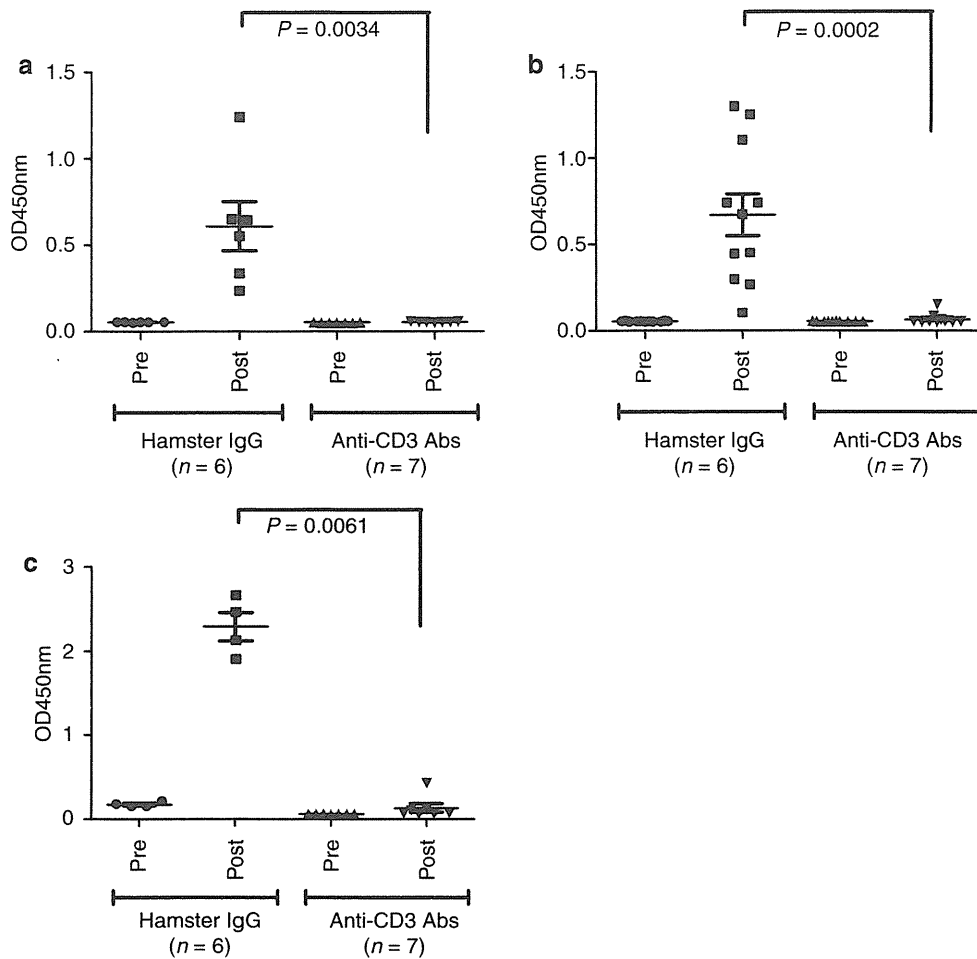 a
P = 0.0034
OD450nm
1.5
1.0
0.5
0.0
Pre
Post
Pre
Post
Hamster IgG
(n = 6)
Anti-CD3 Abs
(n = 7)
b
P = 0.0002
OD450nm
1.5
1.0
0.5
0.0
Pre
Post
Pre
Post
Hamster IgG
(n = 6)
Anti-CD3 Abs
(n = 7)
c
P = 0.0061
OD450nm
3
2
1
0
Pre
Post
Pre
Post
Hamster IgG
(n = 6)
Anti-CD3 Abs
(n = 7)